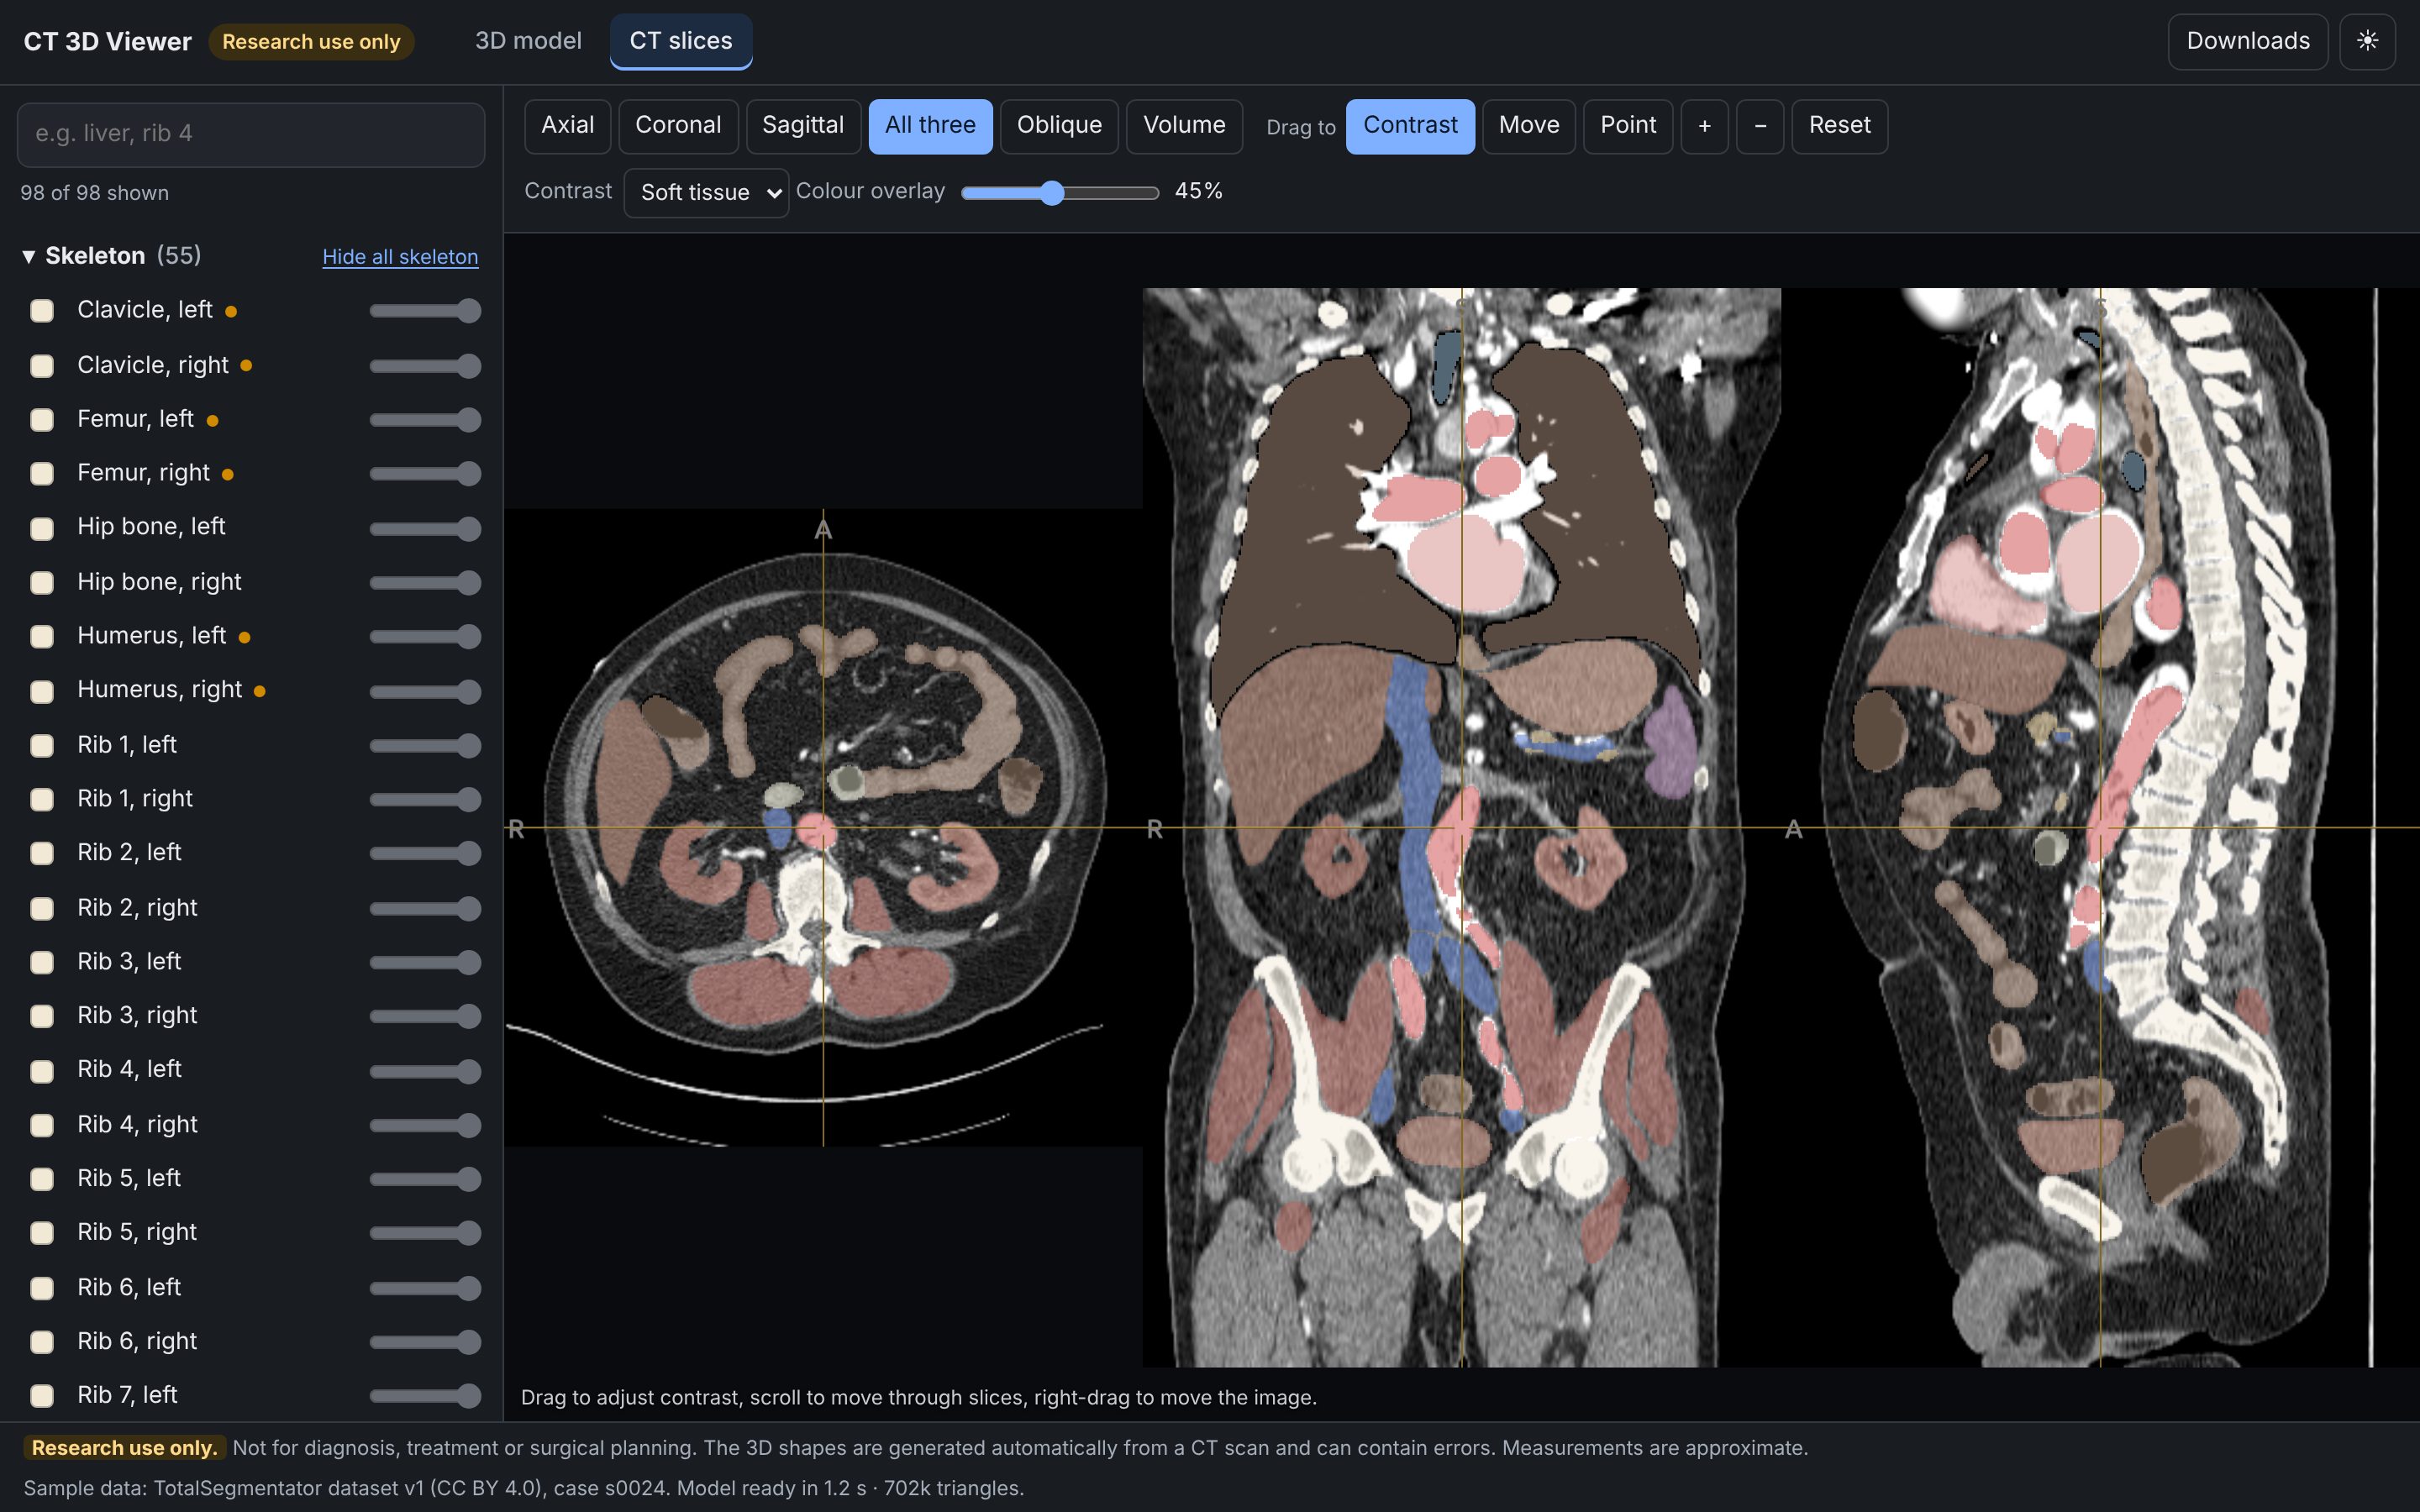 CT 3D Viewer Research use only 3D model CT slices Downloads ☀
e.g. liver, rib 4
98 of 98 shown
▼ Skeleton (55) Hide all skeleton
Clavicle, left
Clavicle, right
Femur, left
Femur, right
Hip bone, left
Hip bone, right
Humerus, left
Humerus, right
Rib 1, left
Rib 1, right
Rib 2, left
Rib 2, right
Rib 3, left
Rib 3, right
Rib 4, left
Rib 4, right
Rib 5, left
Rib 5, right
Rib 6, left
Rib 6, right
Rib 7, left
Axial Coronal Sagittal All three Oblique Volume Drag to Contrast Move Point + − Reset
Contrast Soft tissue Colour overlay 45%
S S
A
R R A
Drag to adjust contrast, scroll to move through slices, right-drag to move the image.
Research use only. Not for diagnosis, treatment or surgical planning. The 3D shapes are generated automatically from a CT scan and can contain errors. Measurements are approximate.
Sample data: TotalSegmentator dataset v1 (CC BY 4.0), case s0024. Model ready in 1.2 s · 702k triangles.